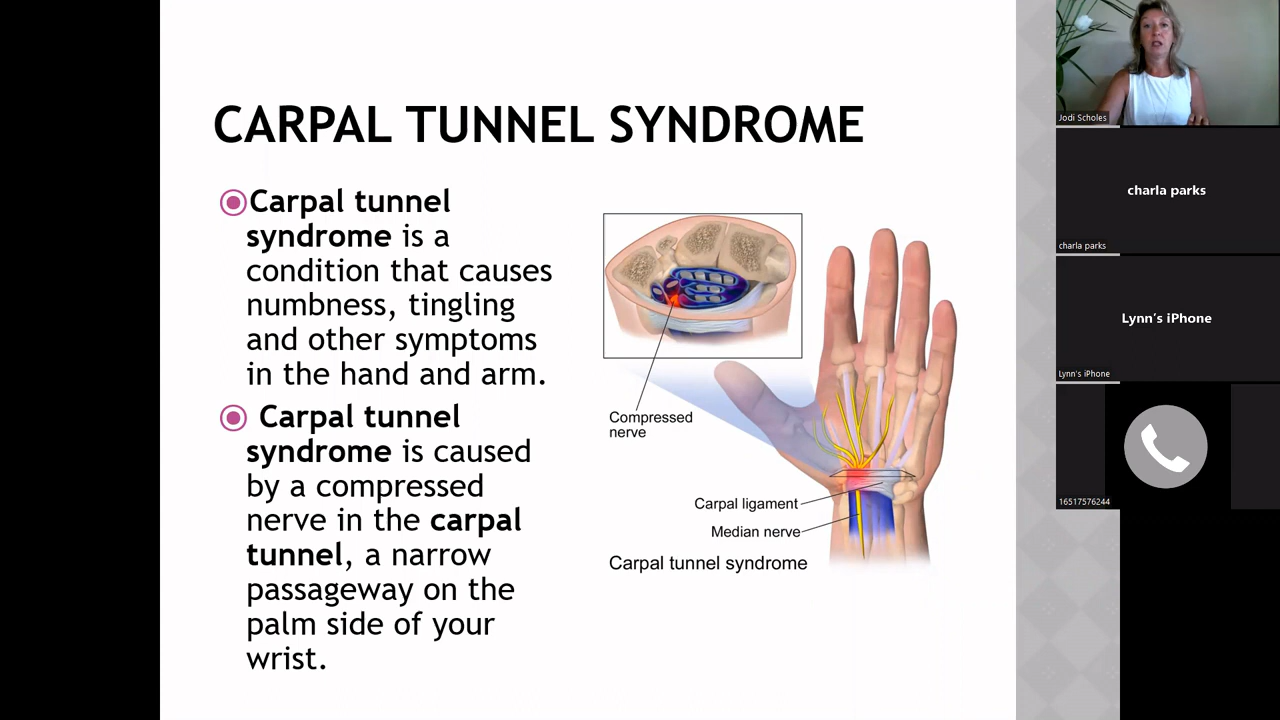 CARPAL TUNNEL SYNDROME
Carpal tunnel
syndrome is a
condition that causes
numbness, tingling
and other symptoms
in the hand and arm.
Carpal tunnel
syndrome is caused
by a compressed
nerve in the carpal
tunnel, a narrow
passageway on the
palm side of your
wrist.
Compressed
nerve
Carpal ligament
Median nerve
Carpal tunnel syndrome
Jodi Scholes
charla parks
charla parks
Lynn's iPhone
Lynn's iPhone
16517576244